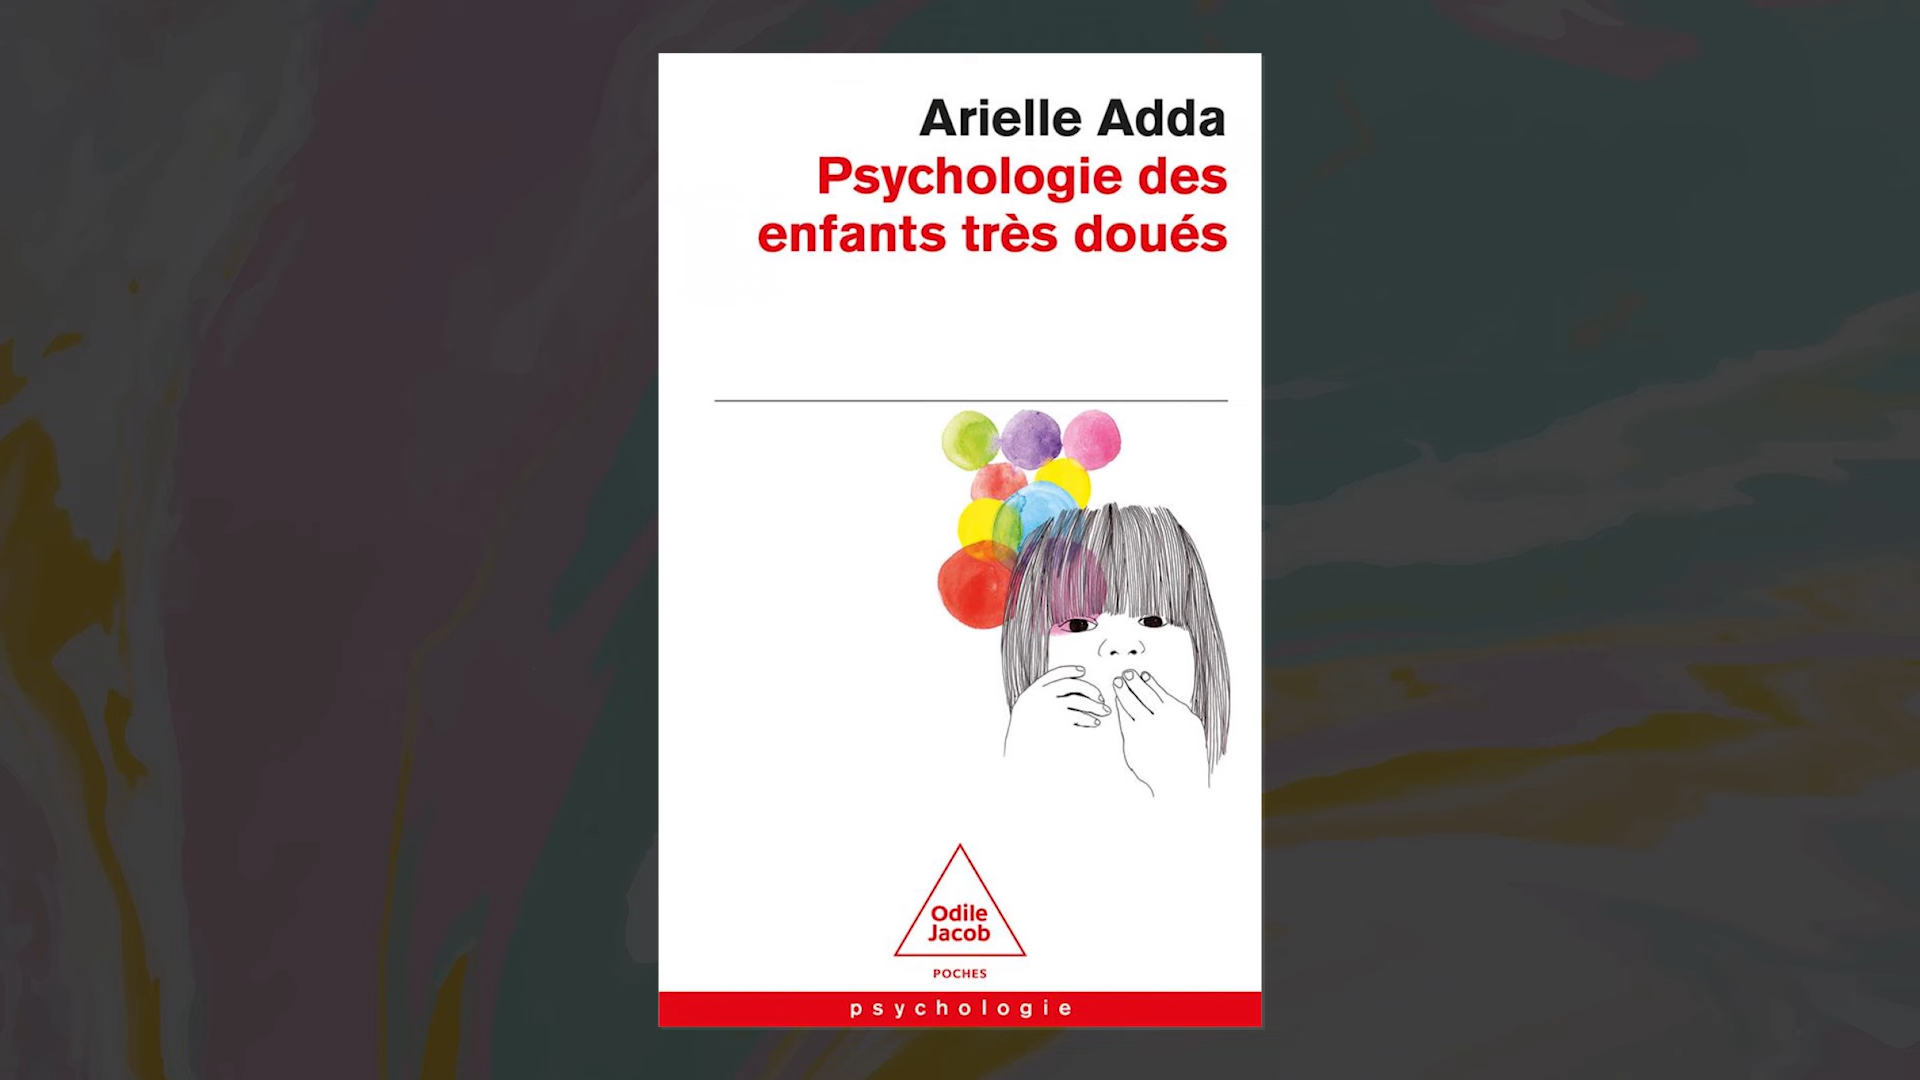 Arielle Adda
Psychologie des
enfants très doués
Odile
Jacob
POCHES
psychologie